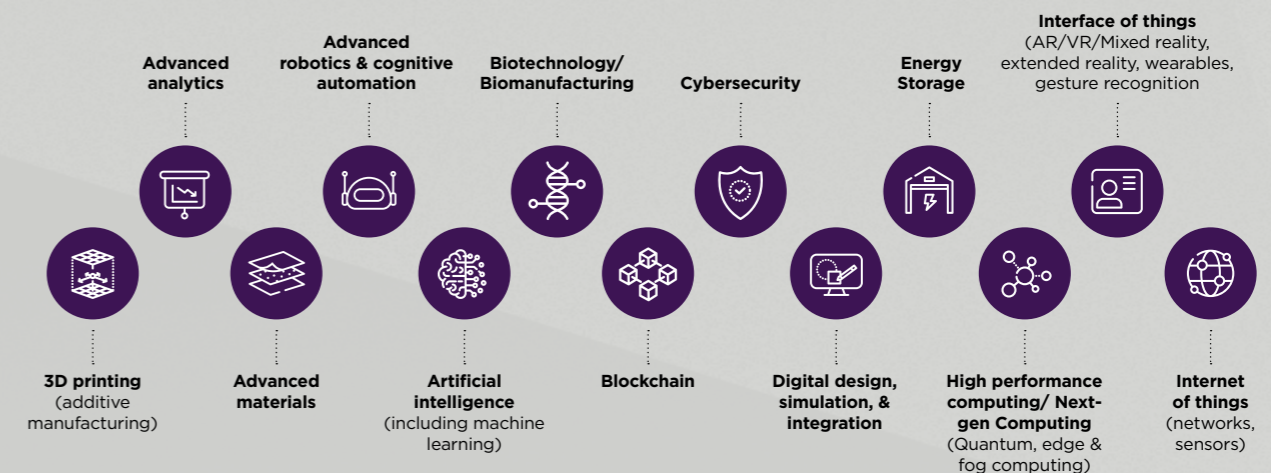 Advanced
analytics
Advanced
robotics & cognitive
automation
Biotechnology/
Biomanufacturing
Cybersecurity
Energy
Storage
Interface of things
(AR/VR/Mixed reality,
extended reality, wearables,
gesture recognition
3D printing
(additive
manufacturing)
Advanced
materials
Artificial
intelligence
(including machine
learning)
Blockchain
Digital design,
simulation, &
integration
High performance
computing/ Next-
gen Computing
(Quantum, edge &
fog computing)
Internet
of things
(networks,
sensors)